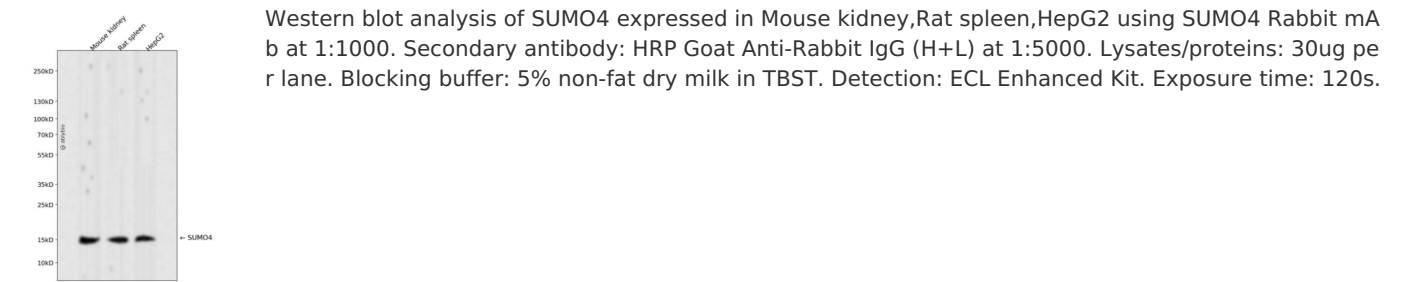 Western blot analysis of SUMO4 expressed in Mouse kidney,Rat spleen,HepG2 using SUMO4 Rabbit mA
b at 1:1000. Secondary antibody: HRP Goat Anti-Rabbit IgG (H+L) at 1:5000. Lysates/proteins: 30ug pe
r lane. Blocking buffer: 5% non-fat dry milk in TBST. Detection: ECL Enhanced Kit. Exposure time: 120s.
Mouse kidney
Rat spleen
HepG2
250kD
130kD
100kD
70kD
55kD
35kD
25kD
15kD
10kD
← SUMO4